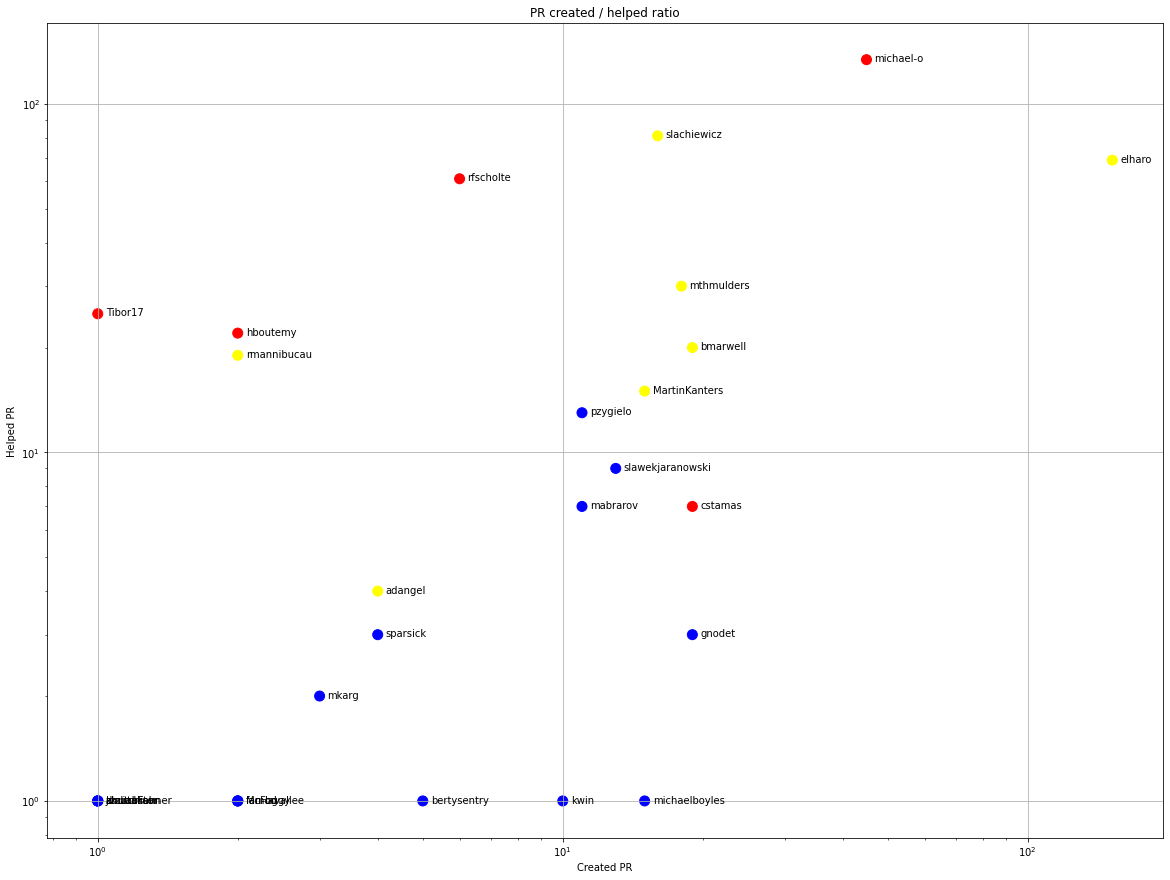 PR created / helped ratio
michael-o
10²
slachiewicz
elharo
rfscholte
mthmulders
Tibor17
hboutemy
bmarwell
rmannibucau
MartinKanters
pzygielo
Helped PR
10¹
slawekjaranowski
mabrarov
cstamas
adangel
sparsick
gnodet
mkarg
10⁰
bertysentry
kwin
michaelboyles
10⁰
10¹
10²
Created PR